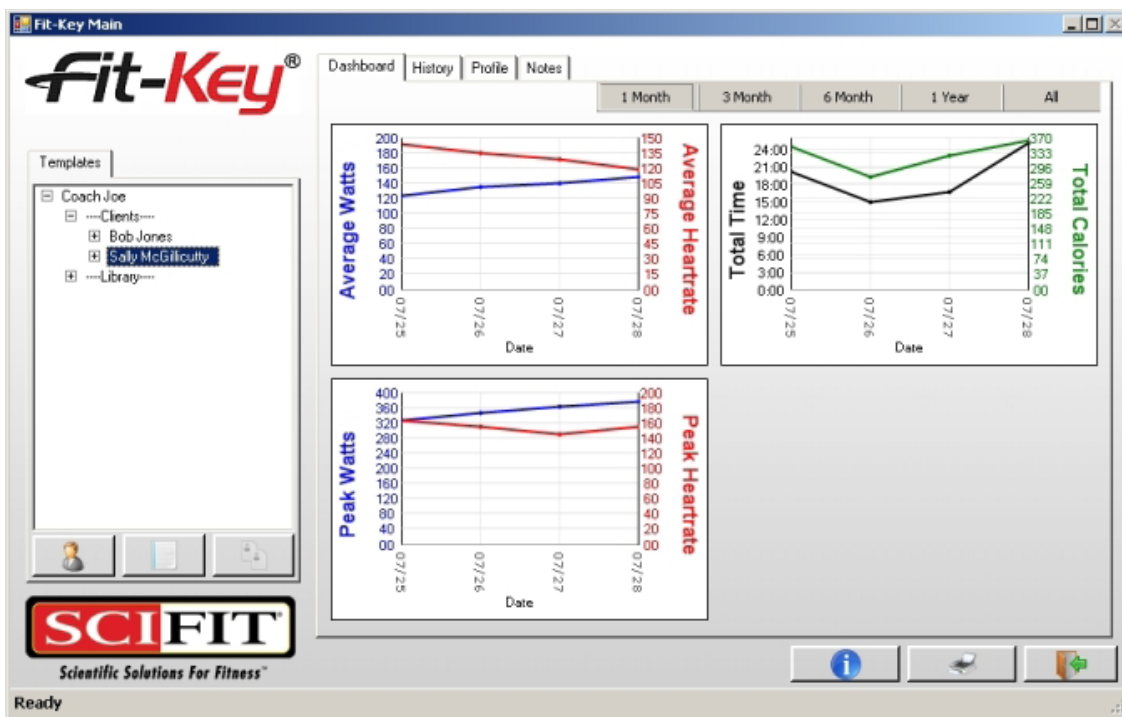 Fit-Key Main
Fit-Key®
Templates
Coach Joe
----Clients----
Bob Jones
Sally McGillicutty
----Library----
SCIFIT
Scientific Solutions For Fitness™
Dashboard History Profile Notes
1 Month 3 Month 6 Month 1 Year All
Average Watts
200
180
160
140
120
100
80
60
40
20
00
150
135
120
105
90
75
60
45
30
15
00
Average Heartrate
07/25 07/26 07/27 07/28
Date
Total Time
24:00
21:00
18:00
15:00
12:00
9:00
6:00
3:00
0:00
370
333
296
259
222
185
148
111
74
37
00
Total Calories
07/25 07/26 07/27 07/28
Date
Peak Watts
400
360
320
280
240
200
160
120
80
40
00
200
180
160
140
120
100
80
60
40
20
00
Peak Heartrate
07/25 07/26 07/27 07/28
Date
Ready